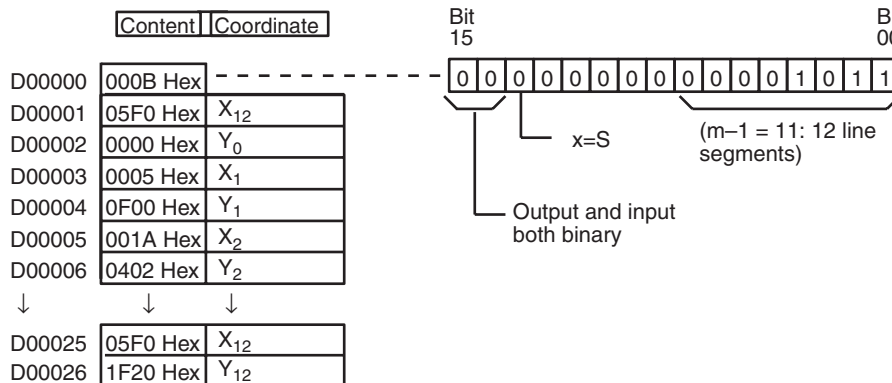 Content Coordinate
Bit 15
B 00
D00000 000B Hex
0 0 0 0 0 0 0 0 0 0 0 0 1 0 1 1
D00001 05F0 Hex X12
D00002 0000 Hex Y0
D00003 0005 Hex X1
D00004 0F00 Hex Y1
D00005 001A Hex X2
D00006 0402 Hex Y2
↓ ↓ ↓
D00025 05F0 Hex X12
D00026 1F20 Hex Y12
x=S
(m–1 = 11: 12 line
segments)
Output and input
both binary